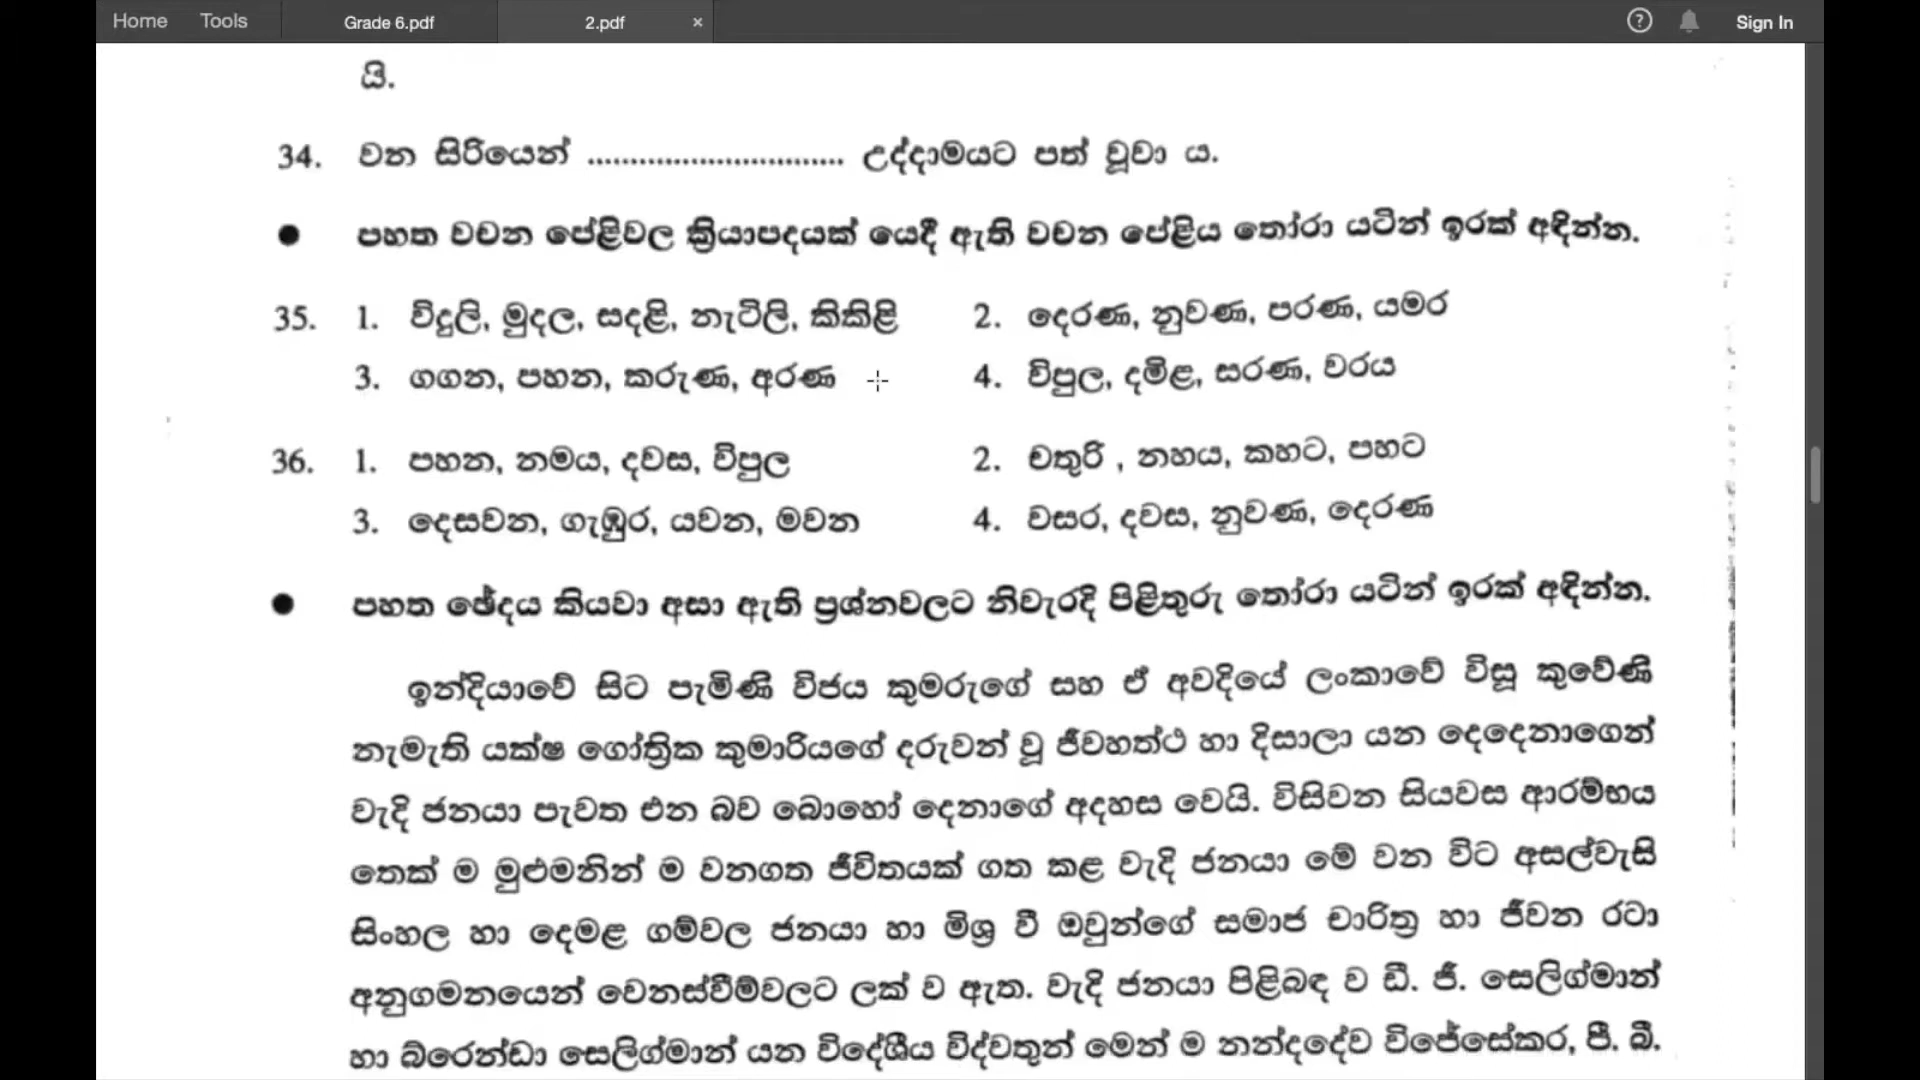 Home Tools Grade 6.pdf 2.pdf × ? Sign In
යි.
34. වන සිරියෙන් .............................. උද්දාමයට පත් වූවා ය.
● පහත වචන පේළිවල ක්‍රියාපදයක් යෙදී ඇති වචන පේළිය තෝරා යටින් ඉරක් අඳින්න.
35. 1. විදුලි, මුදල, සදළි, නැටිලි, කිකිළි 2. දෙරණ, නුවණ, පරණ, යමර
3. ගගන, පහන, කරුණ, අරණ 4. විපුල, දමිළ, සරණ, වරය
36. 1. පහන, නමය, දවස, විපුල 2. චතුරි , නහය, කහට, පහට
3. දෙසවන, ගැඹුර, යවන, මවන 4. වසර, දවස, නුවණ, දෙරණ
● පහත ඡේදය කියවා අසා ඇති ප්‍රශ්නවලට නිවැරදි පිළිතුරු තෝරා යටින් ඉරක් අඳින්න.
ඉන්දියාවේ සිට පැමිණි විජය කුමරුගේ සහ ඒ අවදියේ ලංකාවේ විසූ කුවේණි
නැමැති යක්ෂ ගෝත්‍රික කුමාරියගේ දරුවන් වූ ජීවහත්ථ හා දිසාලා යන දෙදෙනාගෙන්
වැදි ජනයා පැවත එන බව බොහෝ දෙනාගේ අදහස වෙයි. විසිවන සියවස ආරම්භය
තෙක් ම මුළුමනින් ම වනගත ජීවිතයක් ගත කළ වැදි ජනයා මේ වන විට අසල්වැසි
සිංහල හා දෙමළ ගම්වල ජනයා හා මිශ්‍ර වී ඔවුන්ගේ සමාජ චාරිත්‍ර හා ජීවන රටා
අනුගමනයෙන් වෙනස්වීම්වලට ලක් ව ඇත. වැදි ජනයා පිළිබඳ ව ඩී. ජී. සෙලිග්මාන්
හා බ්රෙන්ඩා සෙලිග්මාන් යන විදේශීය විද්වතුන් මෙන් ම නන්දදේව විජේසේකර, පී. බී.